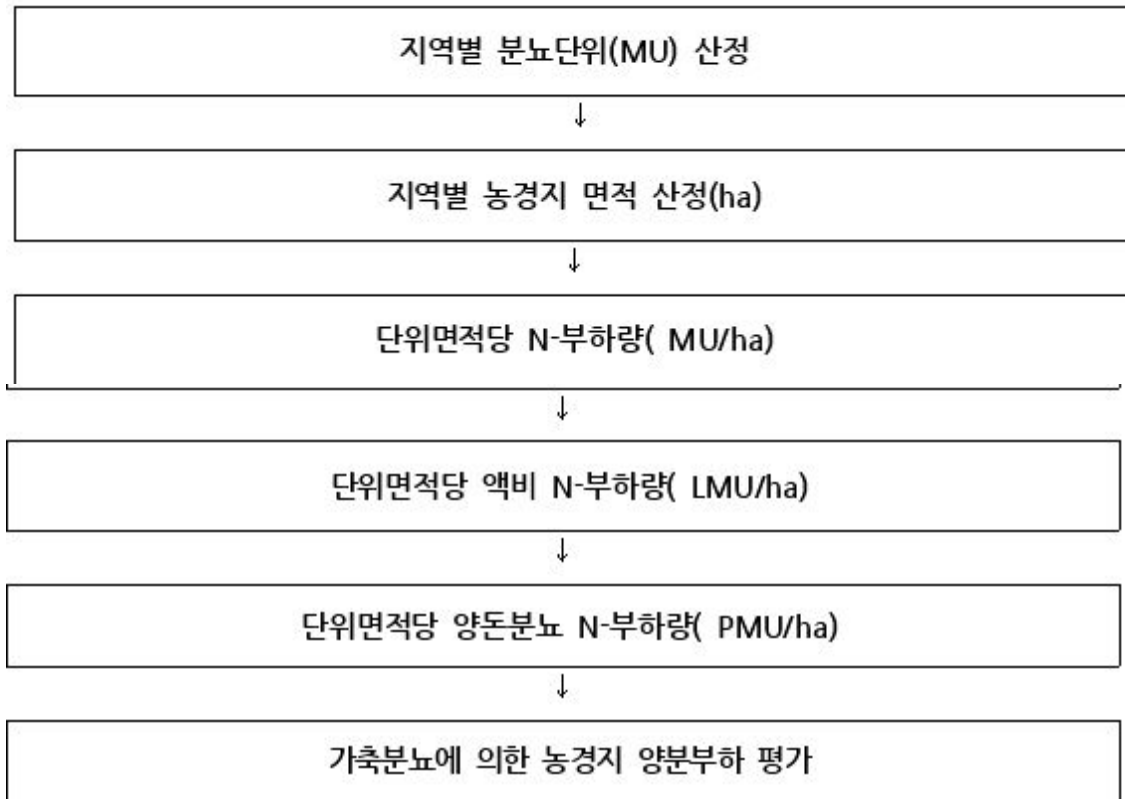 지역별 분뇨단위(MU) 산정
↓
지역별 농경지 면적 산정(ha)
↓
단위면적당 N-부하량( MU/ha)
↓
단위면적당 액비 N-부하량( LMU/ha)
↓
단위면적당 양돈분뇨 N-부하량( PMU/ha)
↓
가축분뇨에 의한 농경지 양분부하 평가